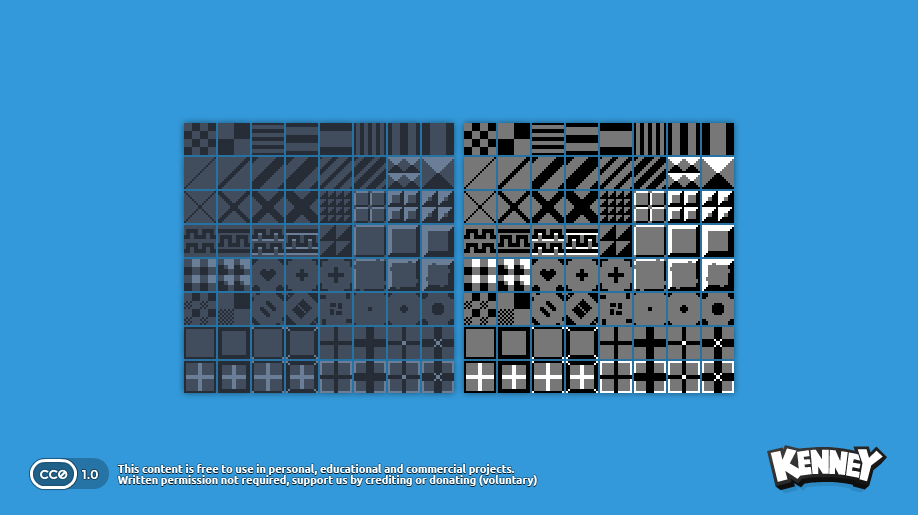 CC0 1.0
This content is free to use in personal, educational and commercial projects.
Written permission not required, support us by crediting or donating (voluntary)
KENNEY